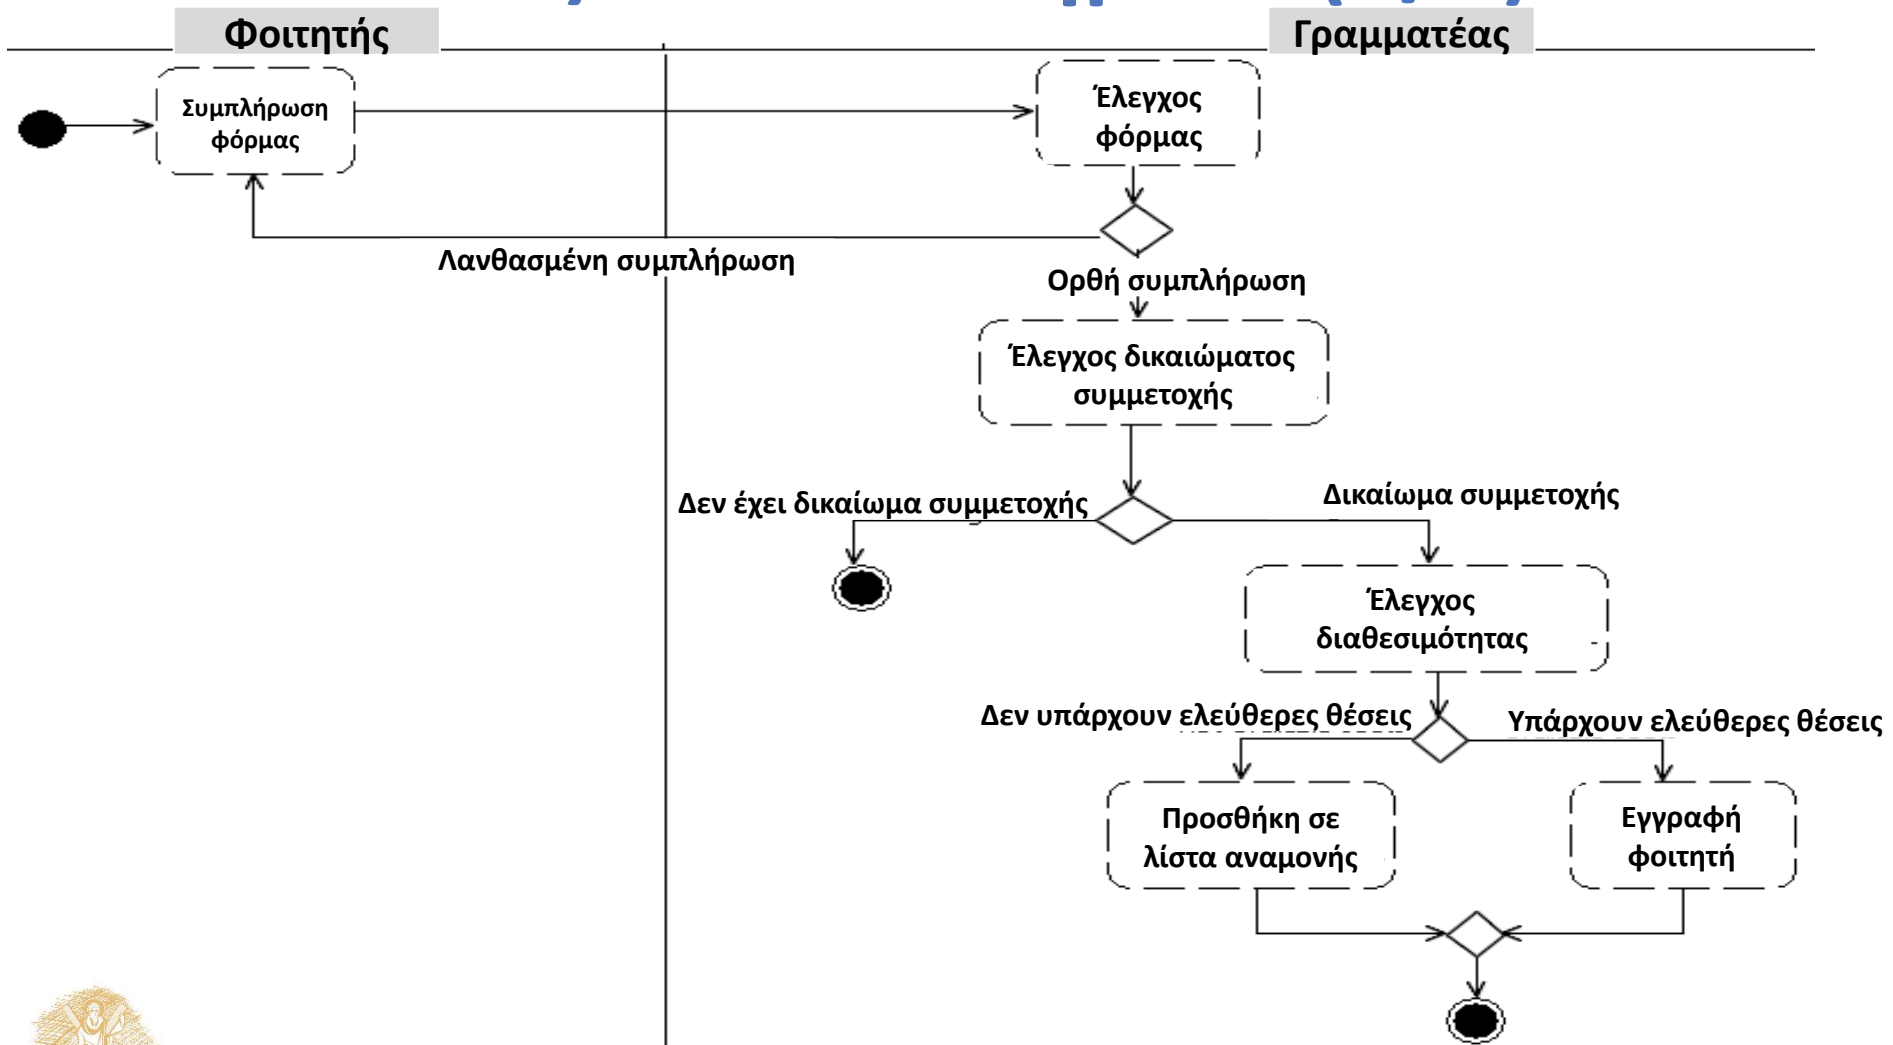 Φοιτητής
Γραμματέας
Συμπλήρωση
φόρμας
Έλεγχος
φόρμας
Λανθασμένη συμπλήρωση
Ορθή συμπλήρωση
Έλεγχος δικαιώματος
συμμετοχής
Δεν έχει δικαίωμα συμμετοχής
Δικαίωμα συμμετοχής
Έλεγχος
διαθεσιμότητας
Δεν υπάρχουν ελεύθερες θέσεις
Υπάρχουν ελεύθερες θέσεις
Προσθήκη σε
λίστα αναμονής
Εγγραφή
φοιτητή